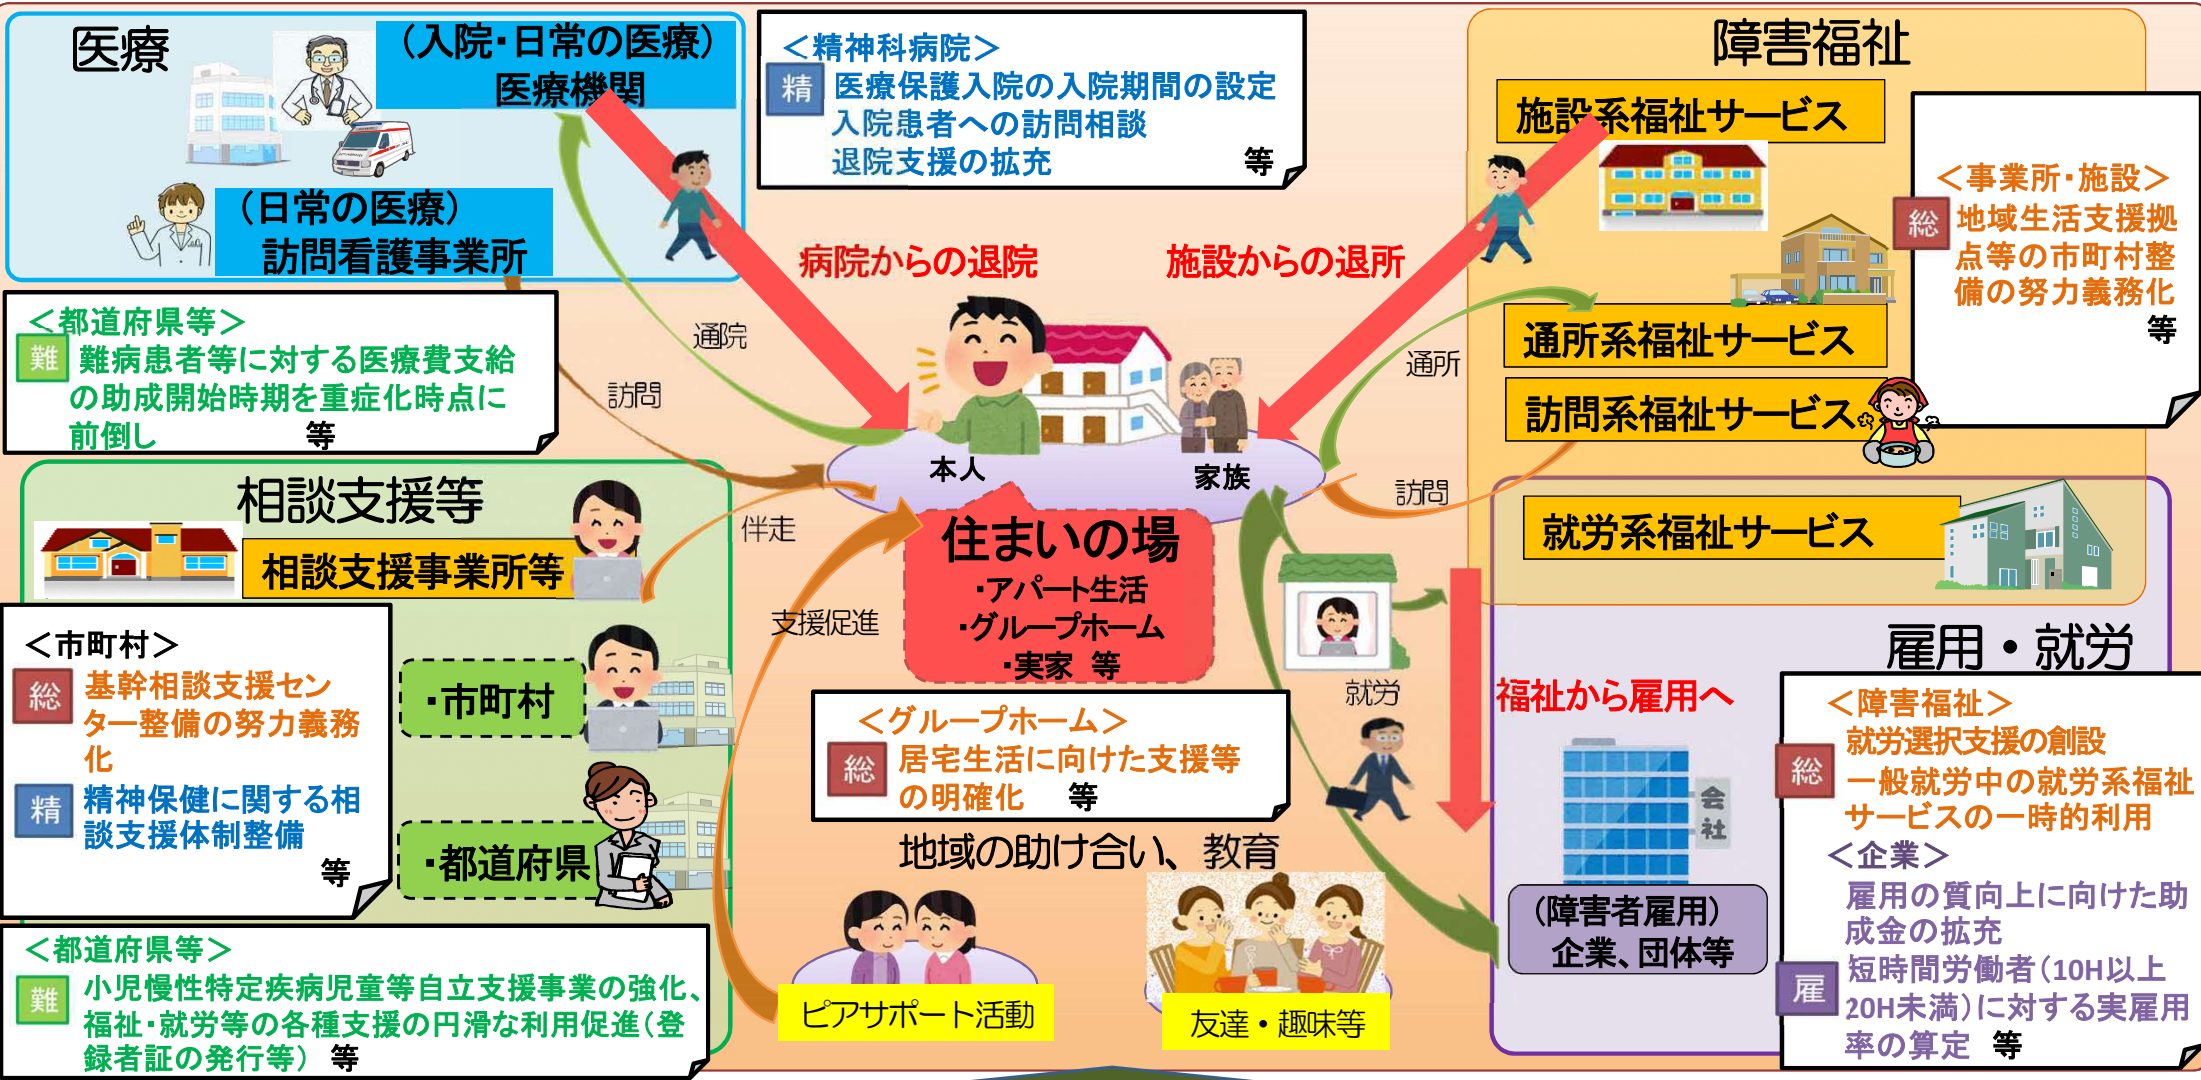 医療
（入院・日常の医療）
医療機関
（日常の医療）
訪問看護事業所
＜精神科病院＞
精
医療保護入院の入院期間の設定
入院患者への訪問相談
退院支援の拡充
等
障害福祉
施設系福祉サービス
通所系福祉サービス
訪問系福祉サービス
就労系福祉サービス
＜事業所・施設＞
総
地域生活支援拠
点等の市町村整
備の努力義務化
等
病院からの退院
施設からの退所
＜都道府県等＞
難
難病患者等に対する医療費支給
の助成開始時期を重症化時点に
前倒し 等
通院
訪問
通所
訪問
本人
家族
住まいの場
・アパート生活
・グループホーム
・実家 等
相談支援等
相談支援事業所等
伴走
支援促進
＜市町村＞
総
基幹相談支援セン
ター整備の努力義務
化
精
精神保健に関する相
談支援体制整備
等
・市町村
・都道府県
＜都道府県等＞
難
小児慢性特定疾病児童等自立支援事業の強化、
福祉・就労等の各種支援の円滑な利用促進（登
録者証の発行等） 等
＜グループホーム＞
総
居宅生活に向けた支援等
の明確化 等
地域の助け合い、教育
ピアサポート活動
友達・趣味等
就労
福祉から雇用へ
雇用・就労
会社
（障害者雇用）
企業、団体等
＜障害福祉＞
総
就労選択支援の創設
一般就労中の就労系福祉
サービスの一時的利用
＜企業＞
雇用の質向上に向けた助
成金の拡充
雇
短時間労働者（10H以上
20H未満）に対する実雇用
率の算定 等